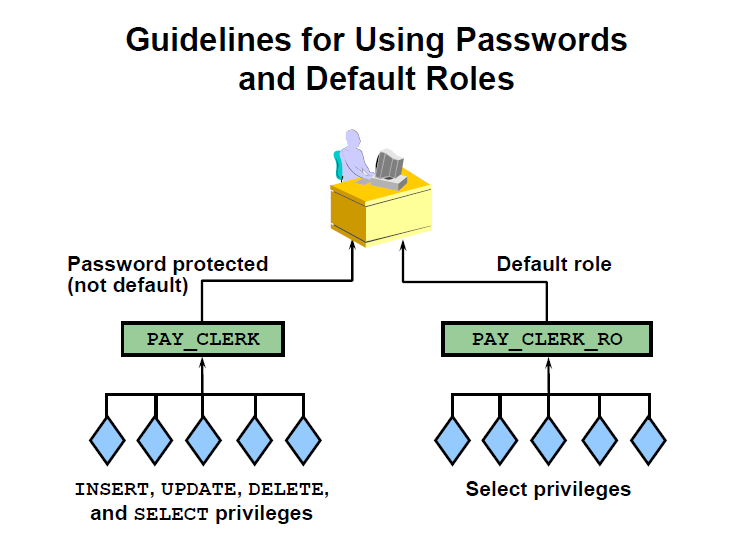 Guidelines for Using Passwords
and Default Roles
Password protected
(not default)
Default role
PAY_CLERK
PAY_CLERK_RO
INSERT, UPDATE, DELETE,
and SELECT privileges
Select privileges